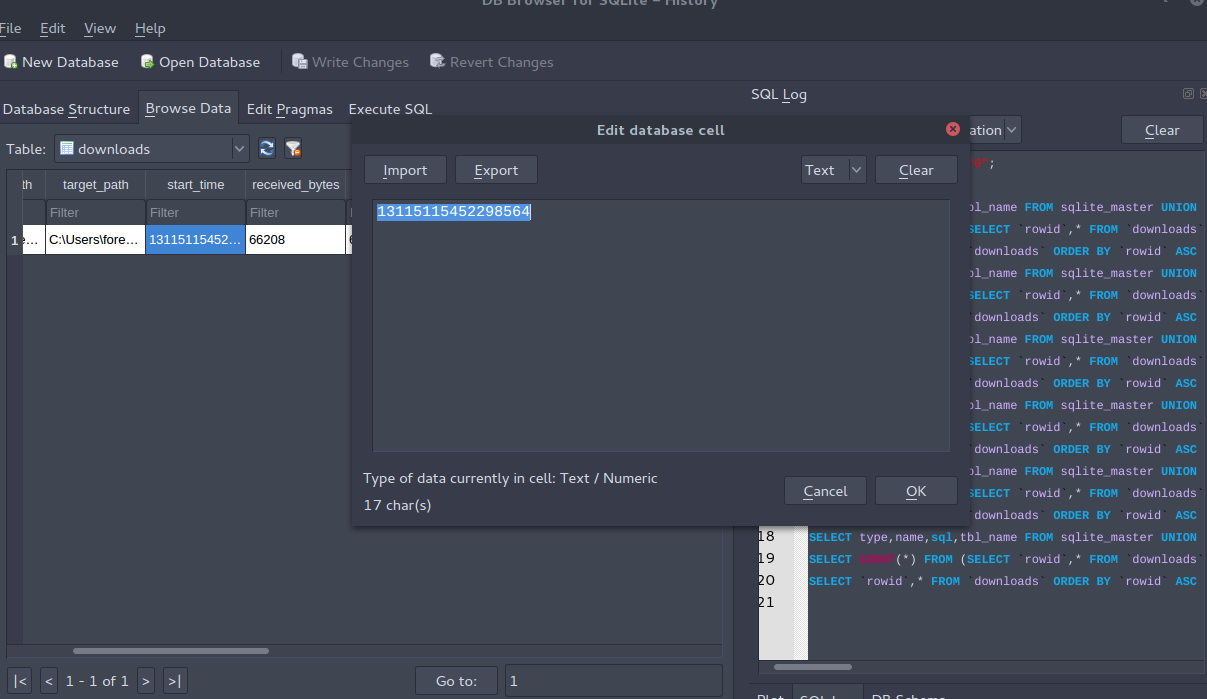 DB Browser for SQLite – History
File Edit View Help
New Database Open Database Write Changes Revert Changes
Database Structure Browse Data Edit Pragmas Execute SQL
Table: downloads
target_path start_time received_bytes
Filter Filter Filter
1 e... C:\Users\fore... 13115115452... 66208
|< < 1 - 1 of 1 > >| Go to: 1
Edit database cell
Import Export Text Clear
13115115452298564
Type of data currently in cell: Text / Numeric
17 char(s)
Cancel OK
SQL Log
Clear
bl_name FROM sqlite_master UNION
SELECT `rowid`,* FROM `downloads`
`downloads` ORDER BY `rowid` ASC
bl_name FROM sqlite_master UNION
SELECT `rowid`,* FROM `downloads`
`downloads` ORDER BY `rowid` ASC
bl_name FROM sqlite_master UNION
SELECT `rowid`,* FROM `downloads`
`downloads` ORDER BY `rowid` ASC
bl_name FROM sqlite_master UNION
SELECT `rowid`,* FROM `downloads`
`downloads` ORDER BY `rowid` ASC
bl_name FROM sqlite_master UNION
SELECT `rowid`,* FROM `downloads`
`downloads` ORDER BY `rowid` ASC
18 SELECT type,name,sql,tbl_name FROM sqlite_master UNION
19 SELECT COUNT(*) FROM (SELECT `rowid`,* FROM `downloads`
20 SELECT `rowid`,* FROM `downloads` ORDER BY `rowid` ASC
21
Plot SQL L DB Schema